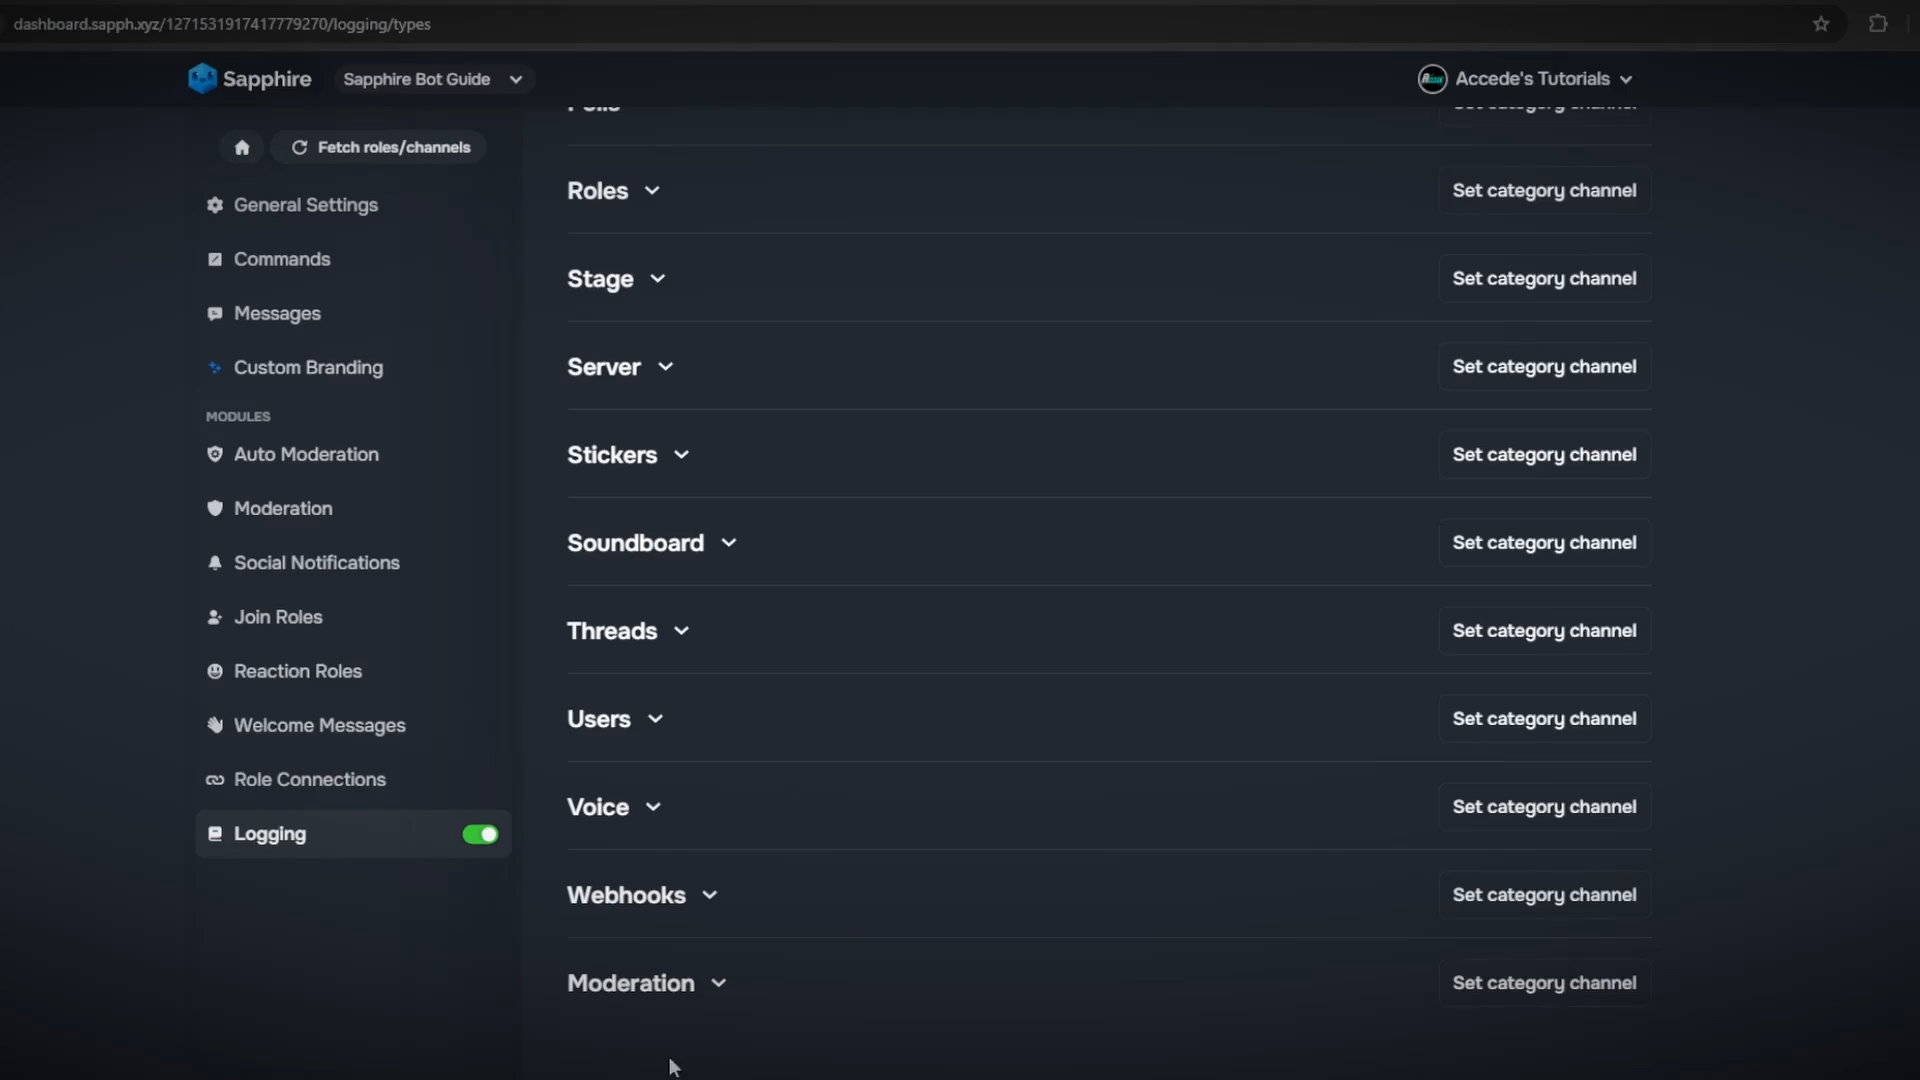 dashboard.sapph.xyz/1271531917417779270/logging/types
Sapphire
Sapphire Bot Guide
Accede's Tutorials
Fetch roles/channels
General Settings
Commands
Messages
Custom Branding
MODULES
Auto Moderation
Moderation
Social Notifications
Join Roles
Reaction Roles
Welcome Messages
Role Connections
Logging
Polls Set category channel
Roles Set category channel
Stage Set category channel
Server Set category channel
Stickers Set category channel
Soundboard Set category channel
Threads Set category channel
Users Set category channel
Voice Set category channel
Webhooks Set category channel
Moderation Set category channel